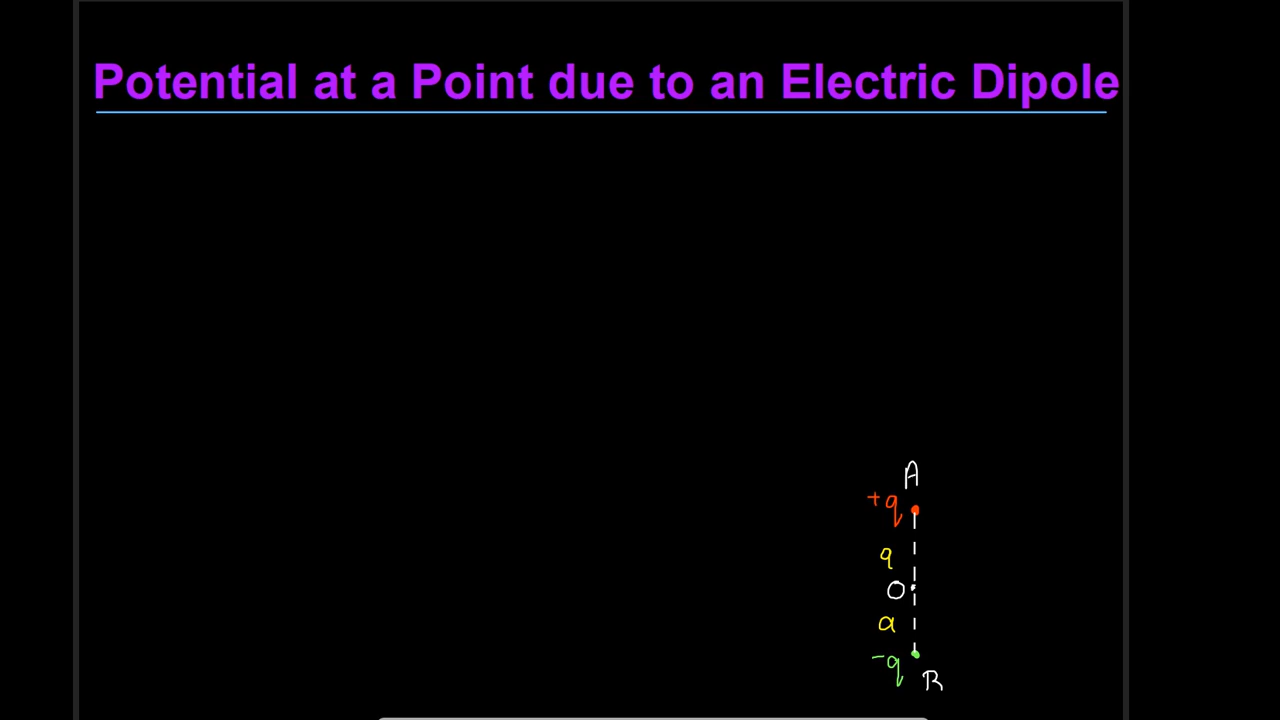 Potential at a Point due to an Electric Dipole
A
+q
a
O
a
-q
B